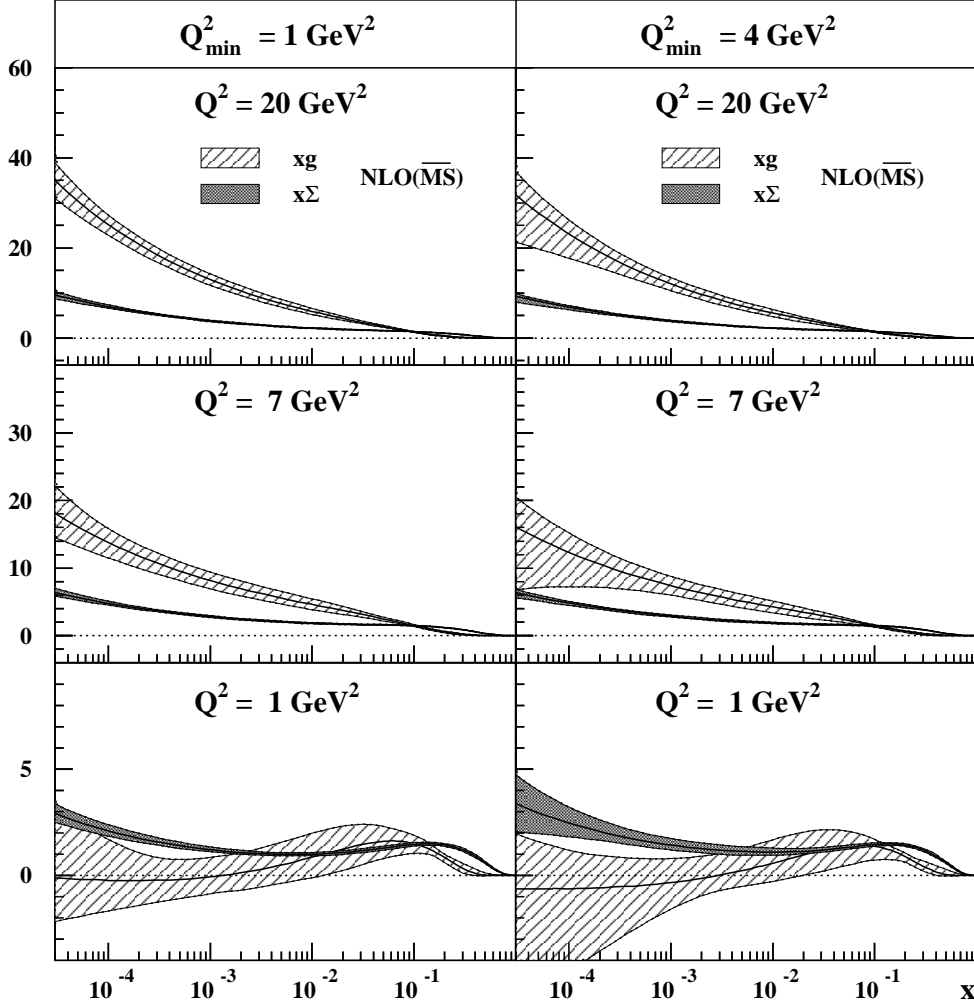 Q²min = 1 GeV²
Q²min = 4 GeV²
60
40
20
0
Q² = 20 GeV²
xg
xΣ
NLO(M̅S̅)
Q² = 20 GeV²
xg
xΣ
NLO(M̅S̅)
30
20
10
0
Q² = 7 GeV²
Q² = 7 GeV²
5
0
Q² = 1 GeV²
Q² = 1 GeV²
10⁻⁴ 10⁻³ 10⁻² 10⁻¹ 10⁻⁴ 10⁻³ 10⁻² 10⁻¹ x